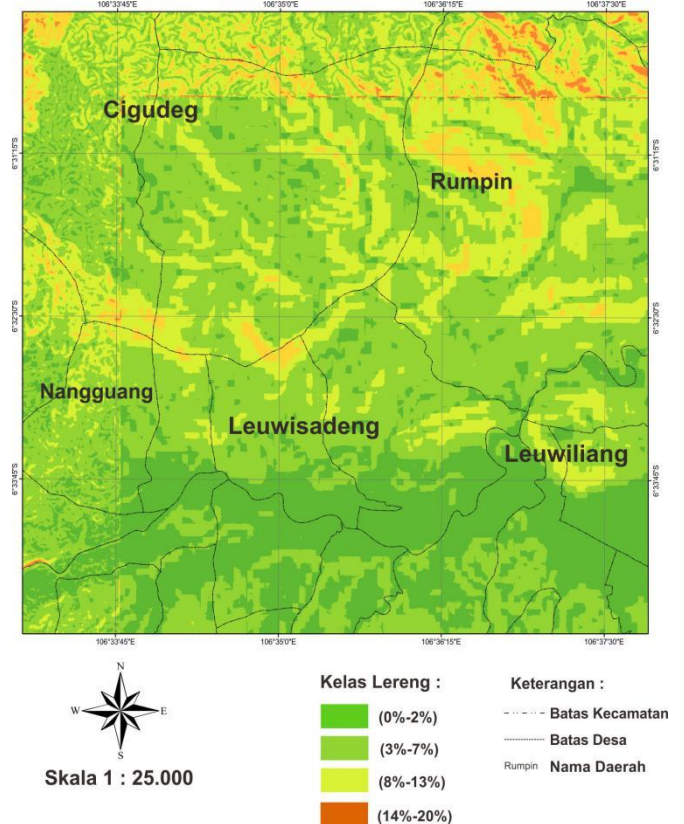 106°33'45" 106°35'0" 106°36'15" 106°37'30"
Cigudeg
6°31'15"S 6°31'15"S
Rumpin
6°32'30"S 6°32'30"S
Nangguang
Leuwisadeng
Leuwiliang
6°33'45"S 6°33'45"S
106°33'45" 106°35'0" 106°36'15" 106°37'30"
N
W E
S
Skala 1 : 25.000
Kelas Lereng :
(0%-2%)
(3%-7%)
(8%-13%)
(14%-20%)
Keterangan :
Batas Kecamatan
Batas Desa
Rumpin Nama Daerah